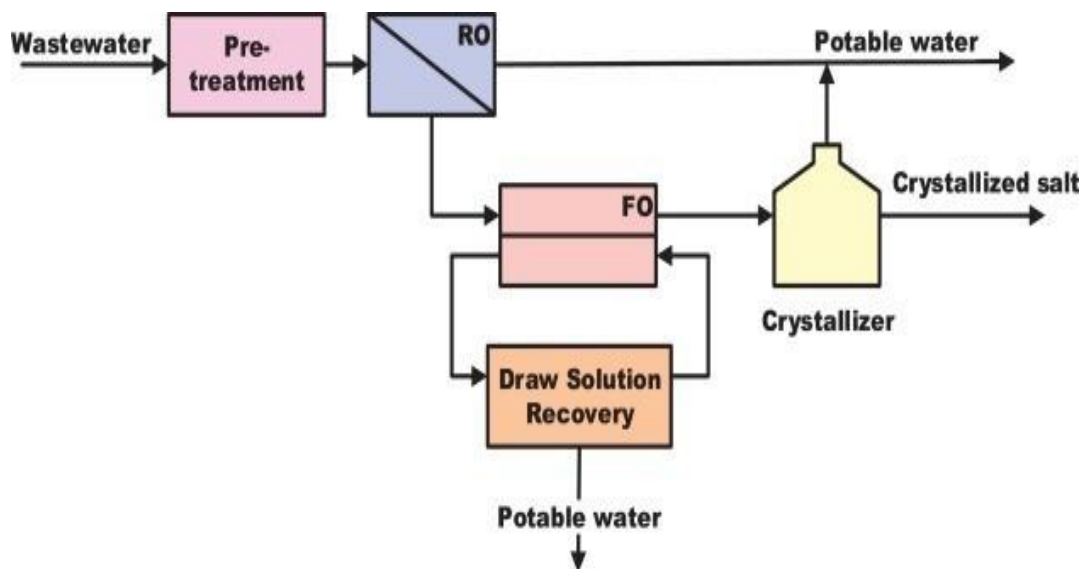 Wastewater
Pre-
treatment
RO
Potable water
FO
Crystallized salt
Crystallizer
Draw Solution
Recovery
Potable water